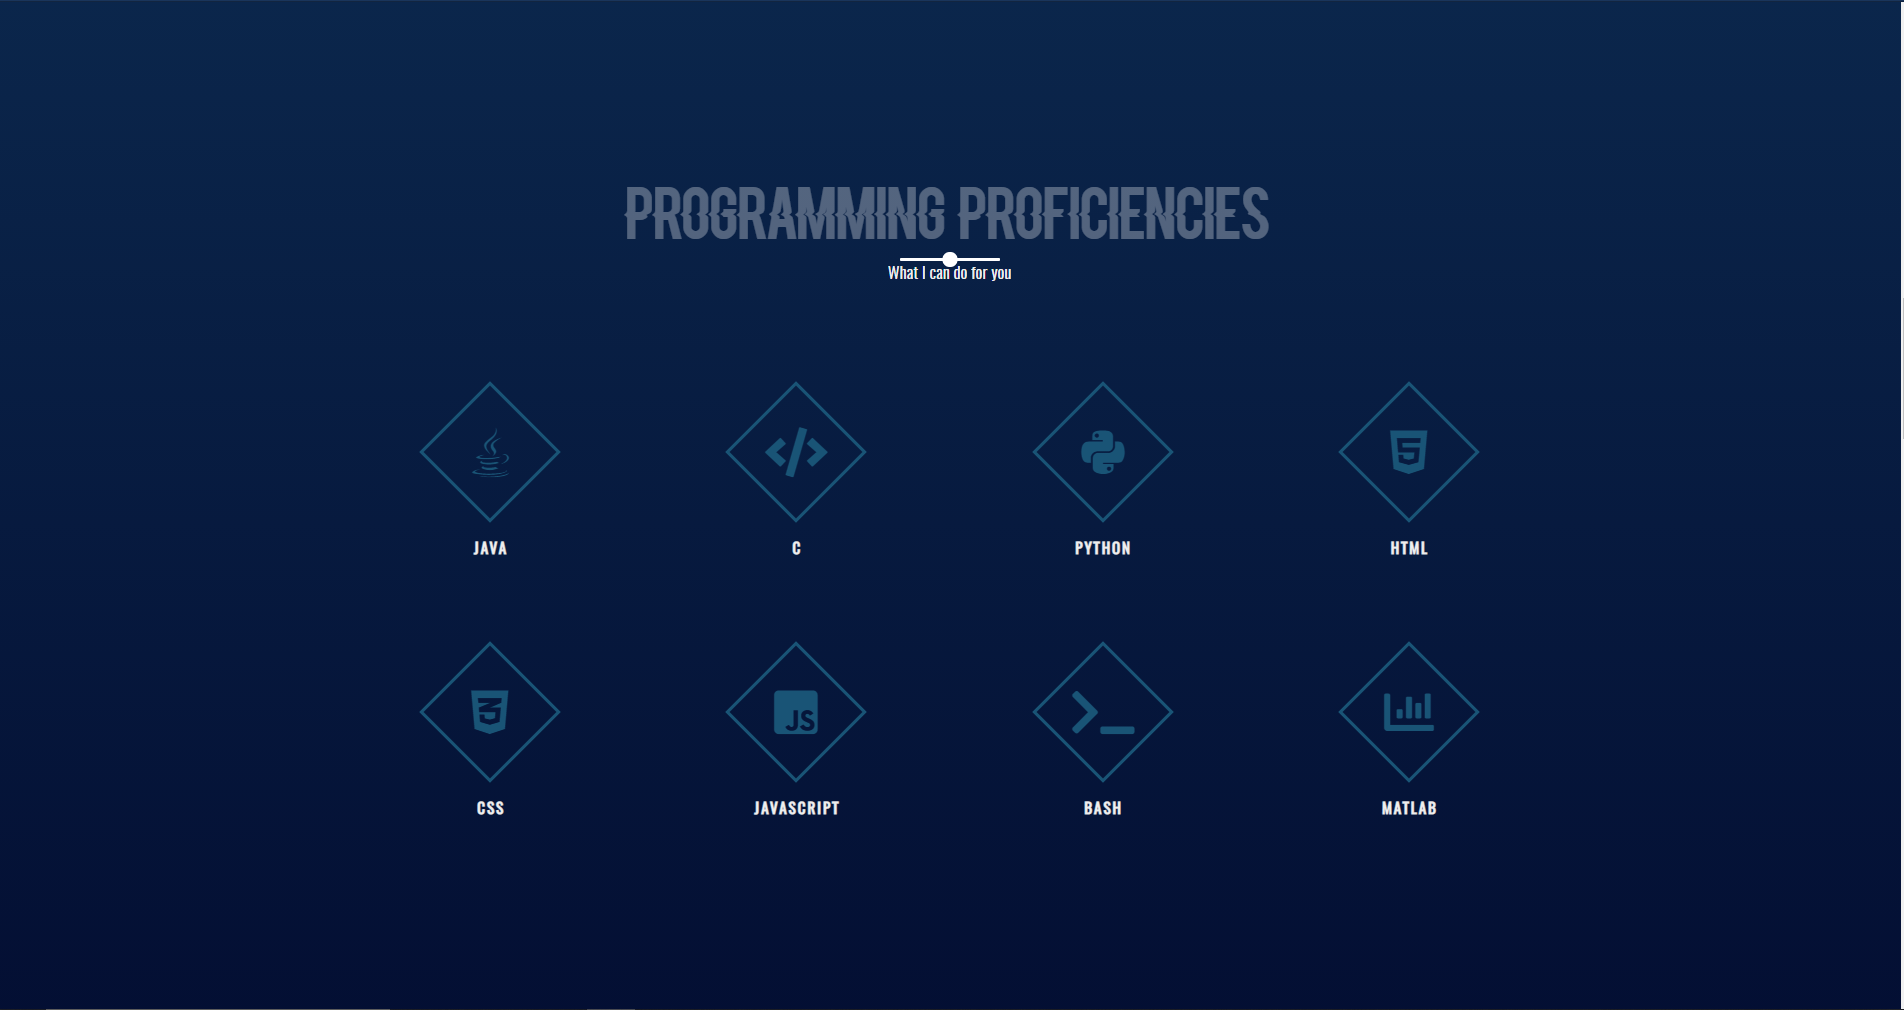 PROGRAMMING PROFICIENCIES
What I can do for you
JAVA
C
PYTHON
HTML
CSS
JS
JAVASCRIPT
BASH
MATLAB